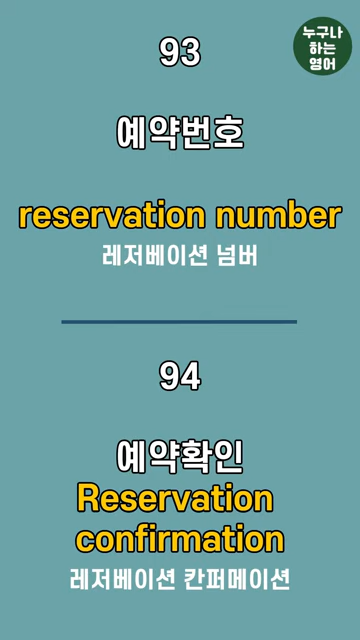 93
누구나
하는
영어
예약번호
reservation number
레저베이션 넘버
94
예약확인
Reservation
confirmation
레저베이션 칸퍼메이션